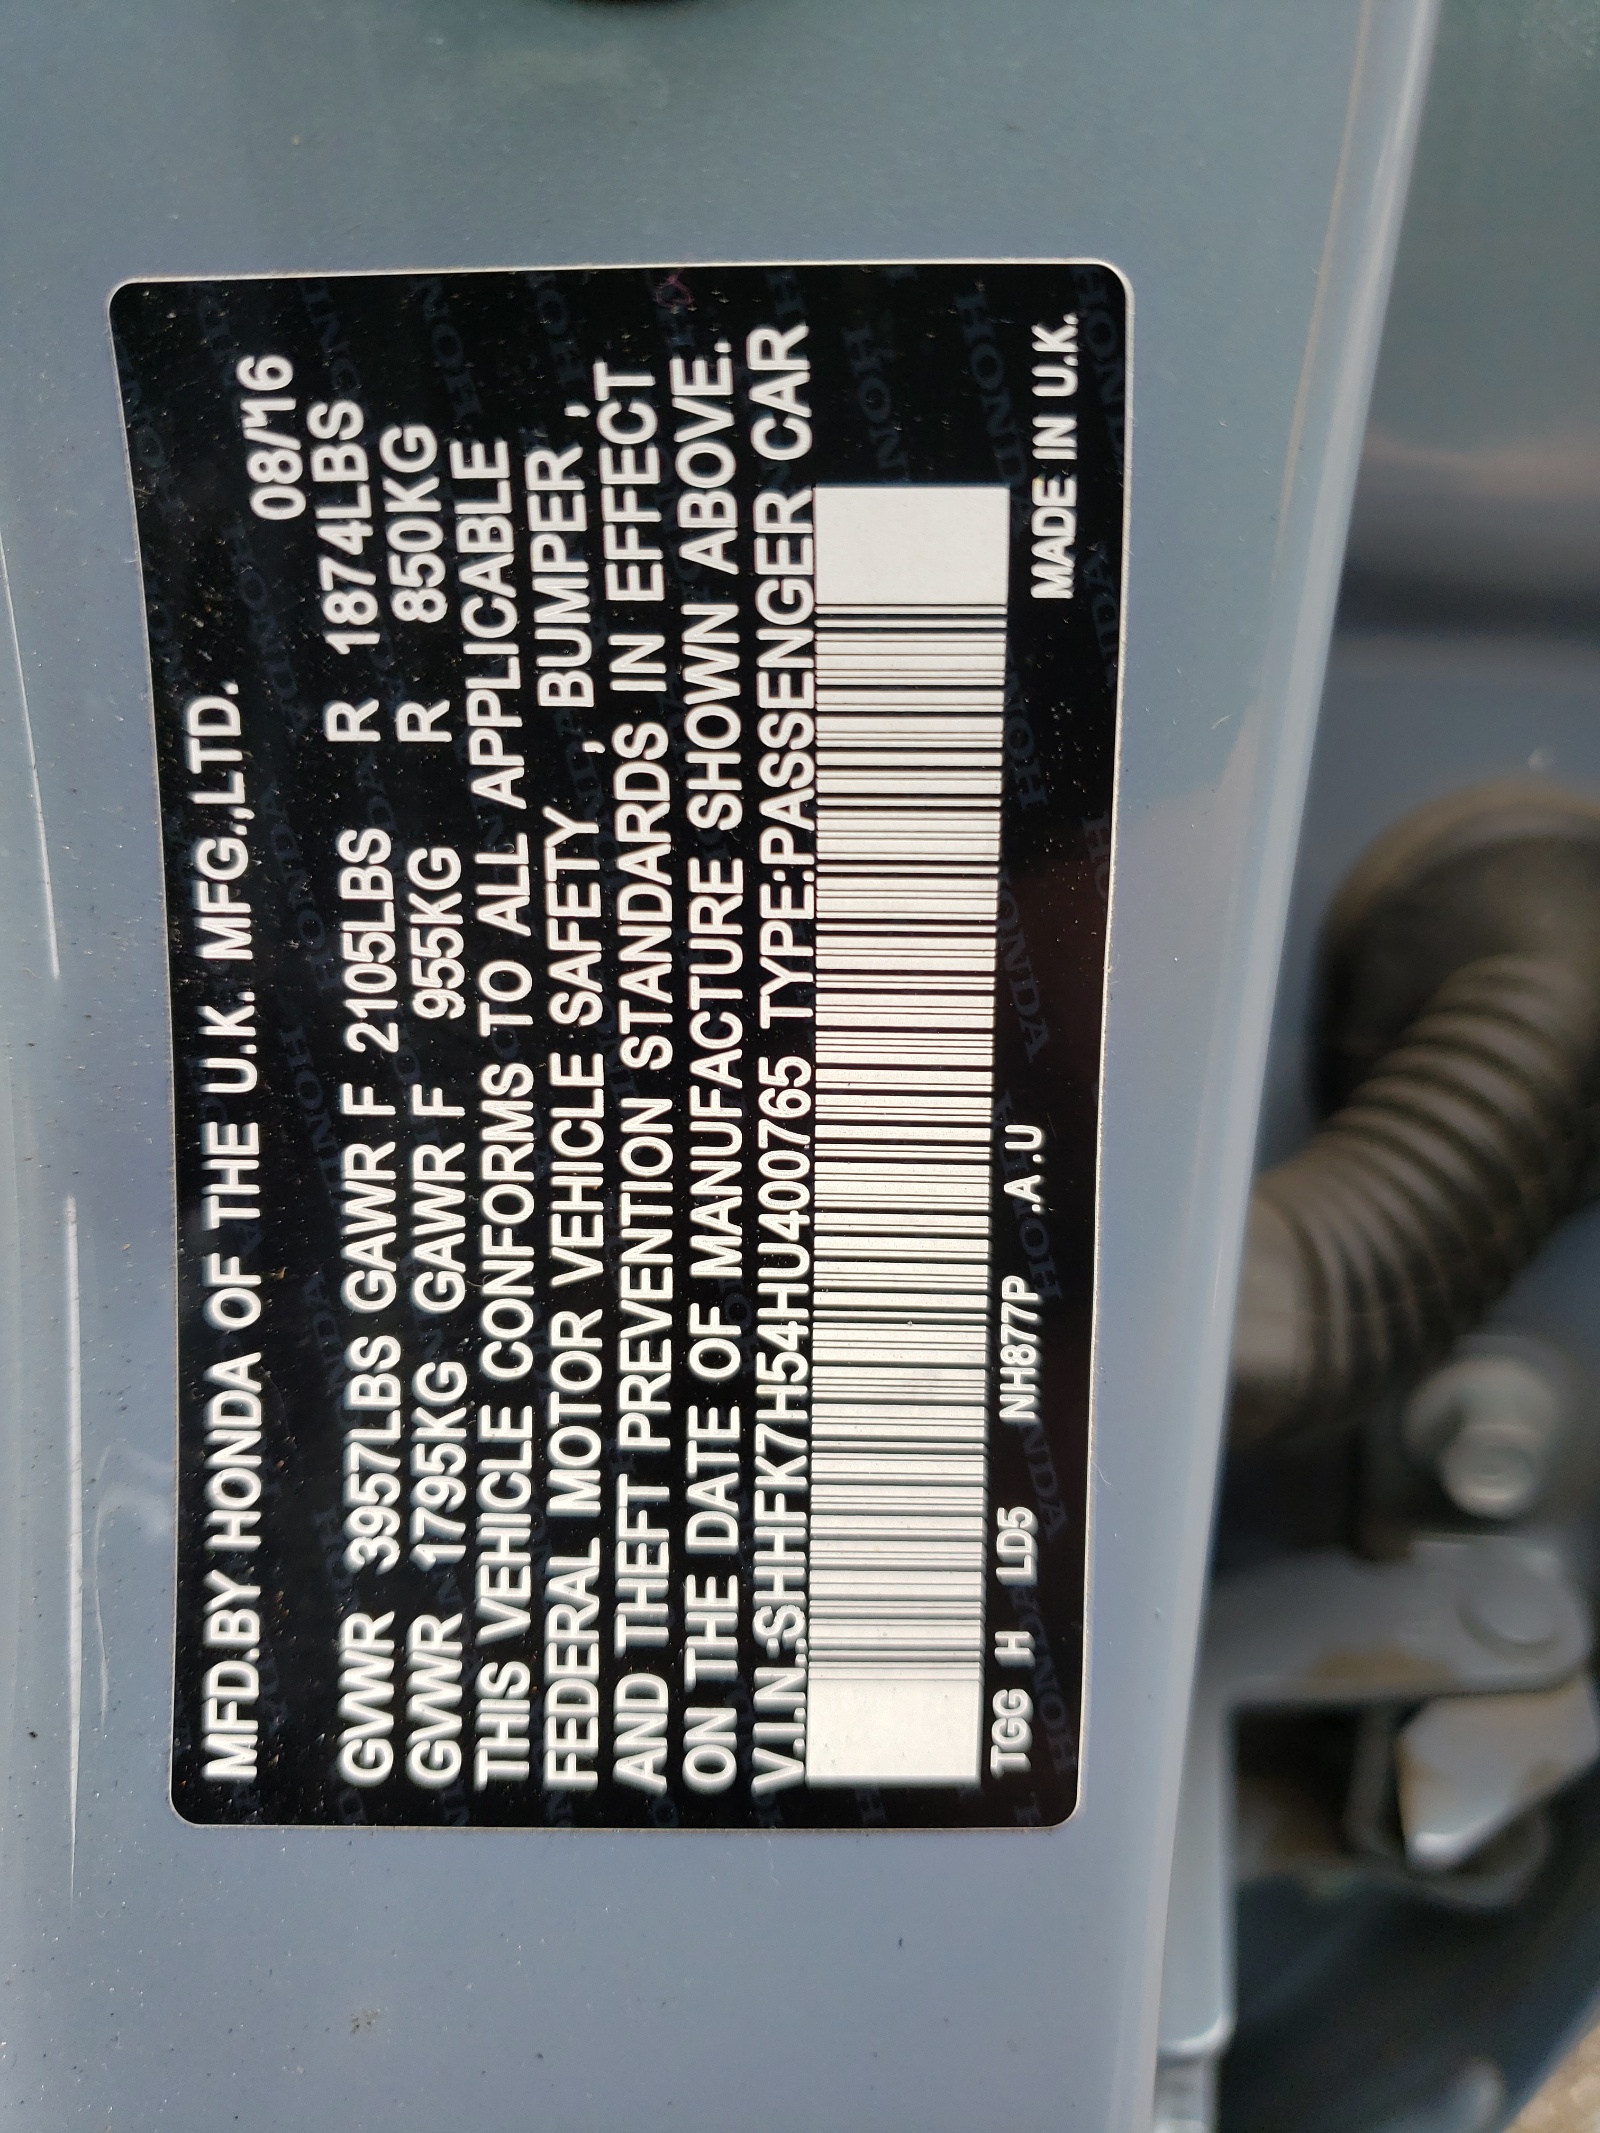 MFD.BY HONDA OF THE U.K. MFG.,LTD.
08/16
GVWR 3957LBS GAWR F 2105LBS R 1874LBS
GVWR 1795KG GAWR F 955KG R 850KG
THIS VEHICLE CONFORMS TO ALL APPLICABLE
FEDERAL MOTOR VEHICLE SAFETY , BUMPER ,
AND THEFT PREVENTION STANDARDS IN EFFECT
ON THE DATE OF MANUFACTURE SHOWN ABOVE.
V.I.N.:SHHFK7H54HU400765 TYPE:PASSENGER CAR
TGG H LD5 NH877P .A.U MADE IN U.K.